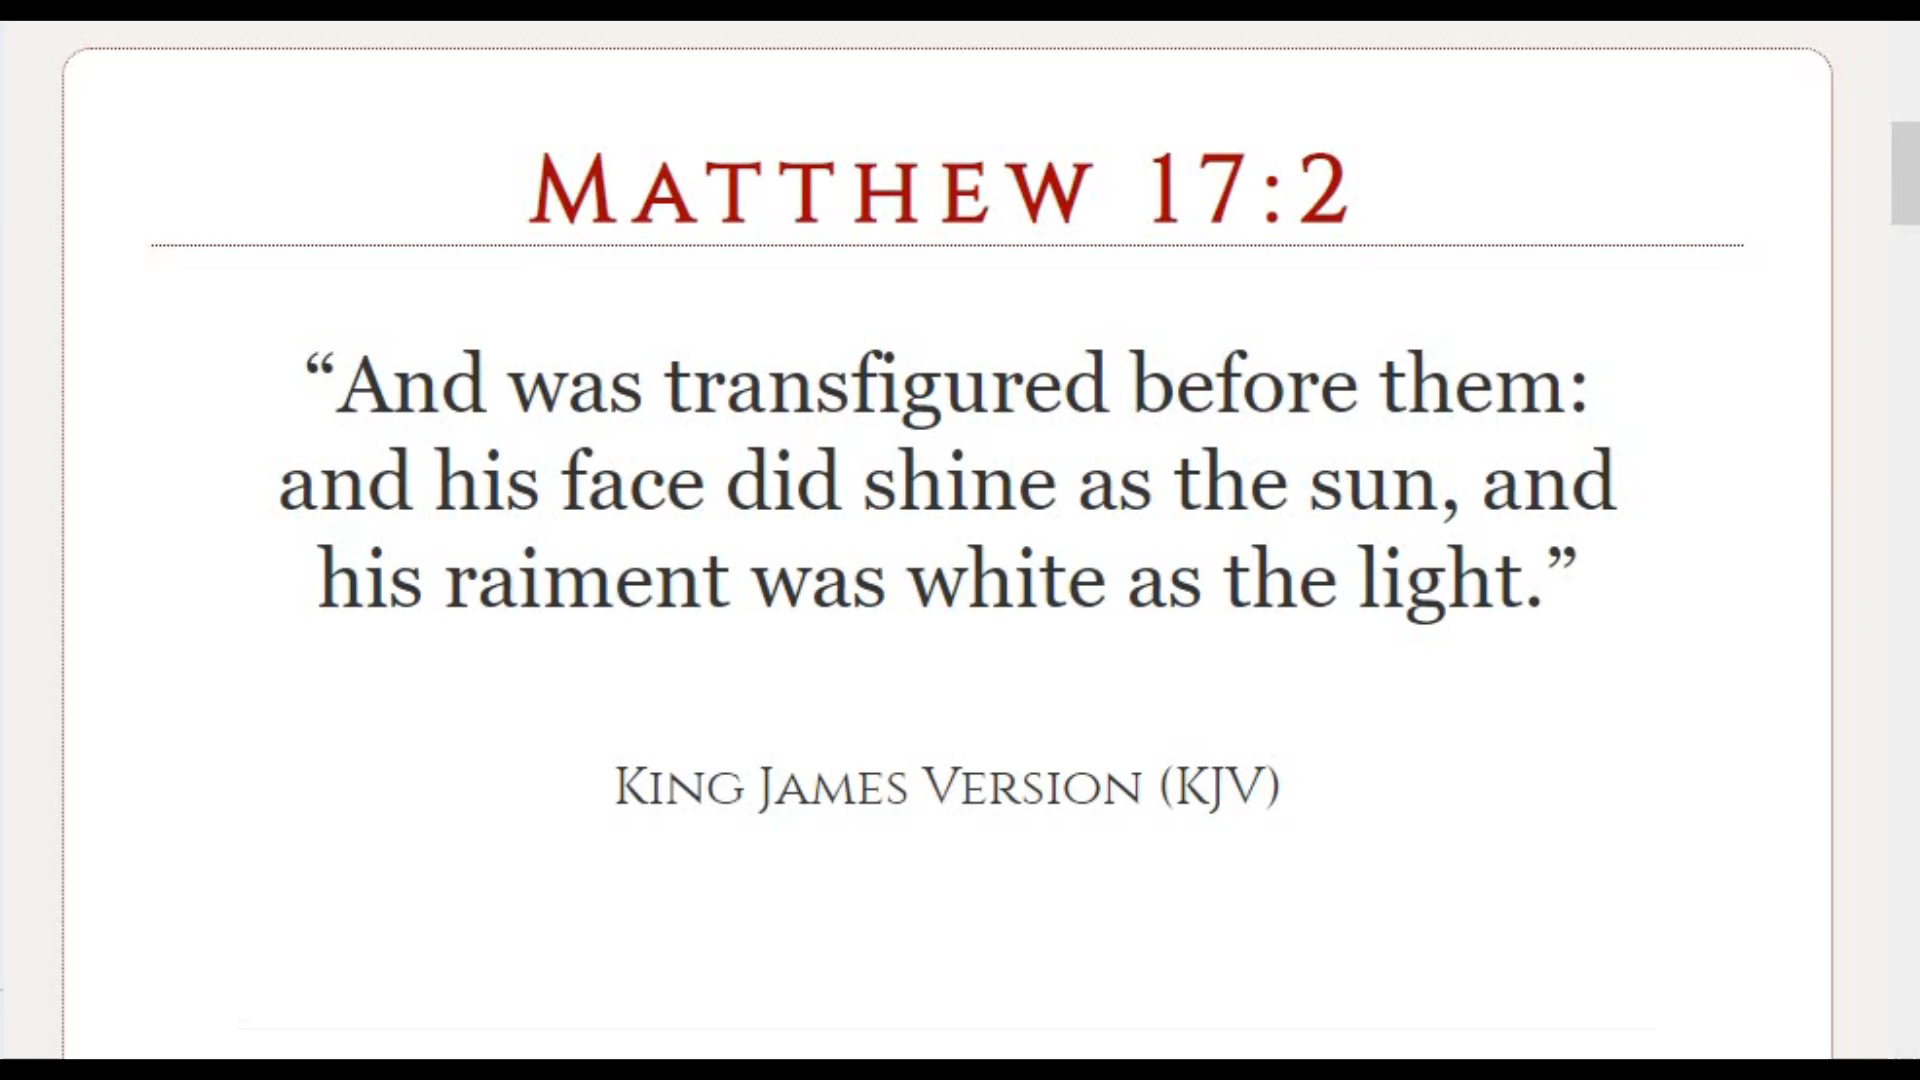 MATTHEW 17:2
“And was transfigured before them:
and his face did shine as the sun, and
his raiment was white as the light.”
KING JAMES VERSION (KJV)